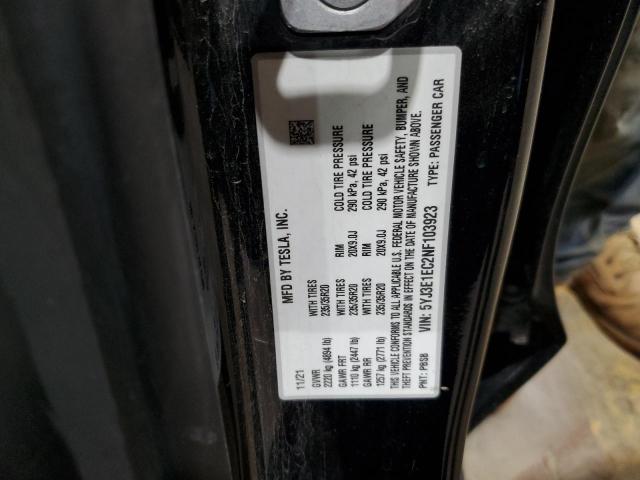 MFD BY TESLA, INC.
11/21
GVWR WITH TIRES RIM COLD TIRE PRESSURE
2220 kg (4894 lb) 235/35R20 20X9.0J 290 kPa, 42 psi
GAWR FRT WITH TIRES RIM COLD TIRE PRESSURE
1110 kg (2447 lb) 235/35R20 20X9.0J 290 kPa, 42 psi
GAWR RR
1257 kg (2771 lb) 235/35R20
THIS VEHICLE CONFORMS TO ALL APPLICABLE U.S. FEDERAL MOTOR VEHICLE SAFETY, BUMPER, AND
THEFT PREVENTION STANDARDS IN EFFECT ON THE DATE OF MANUFACTURE SHOWN ABOVE.
VIN: 5YJ3E1EC2NF103923
PNT: PBSB TYPE: PASSENGER CAR